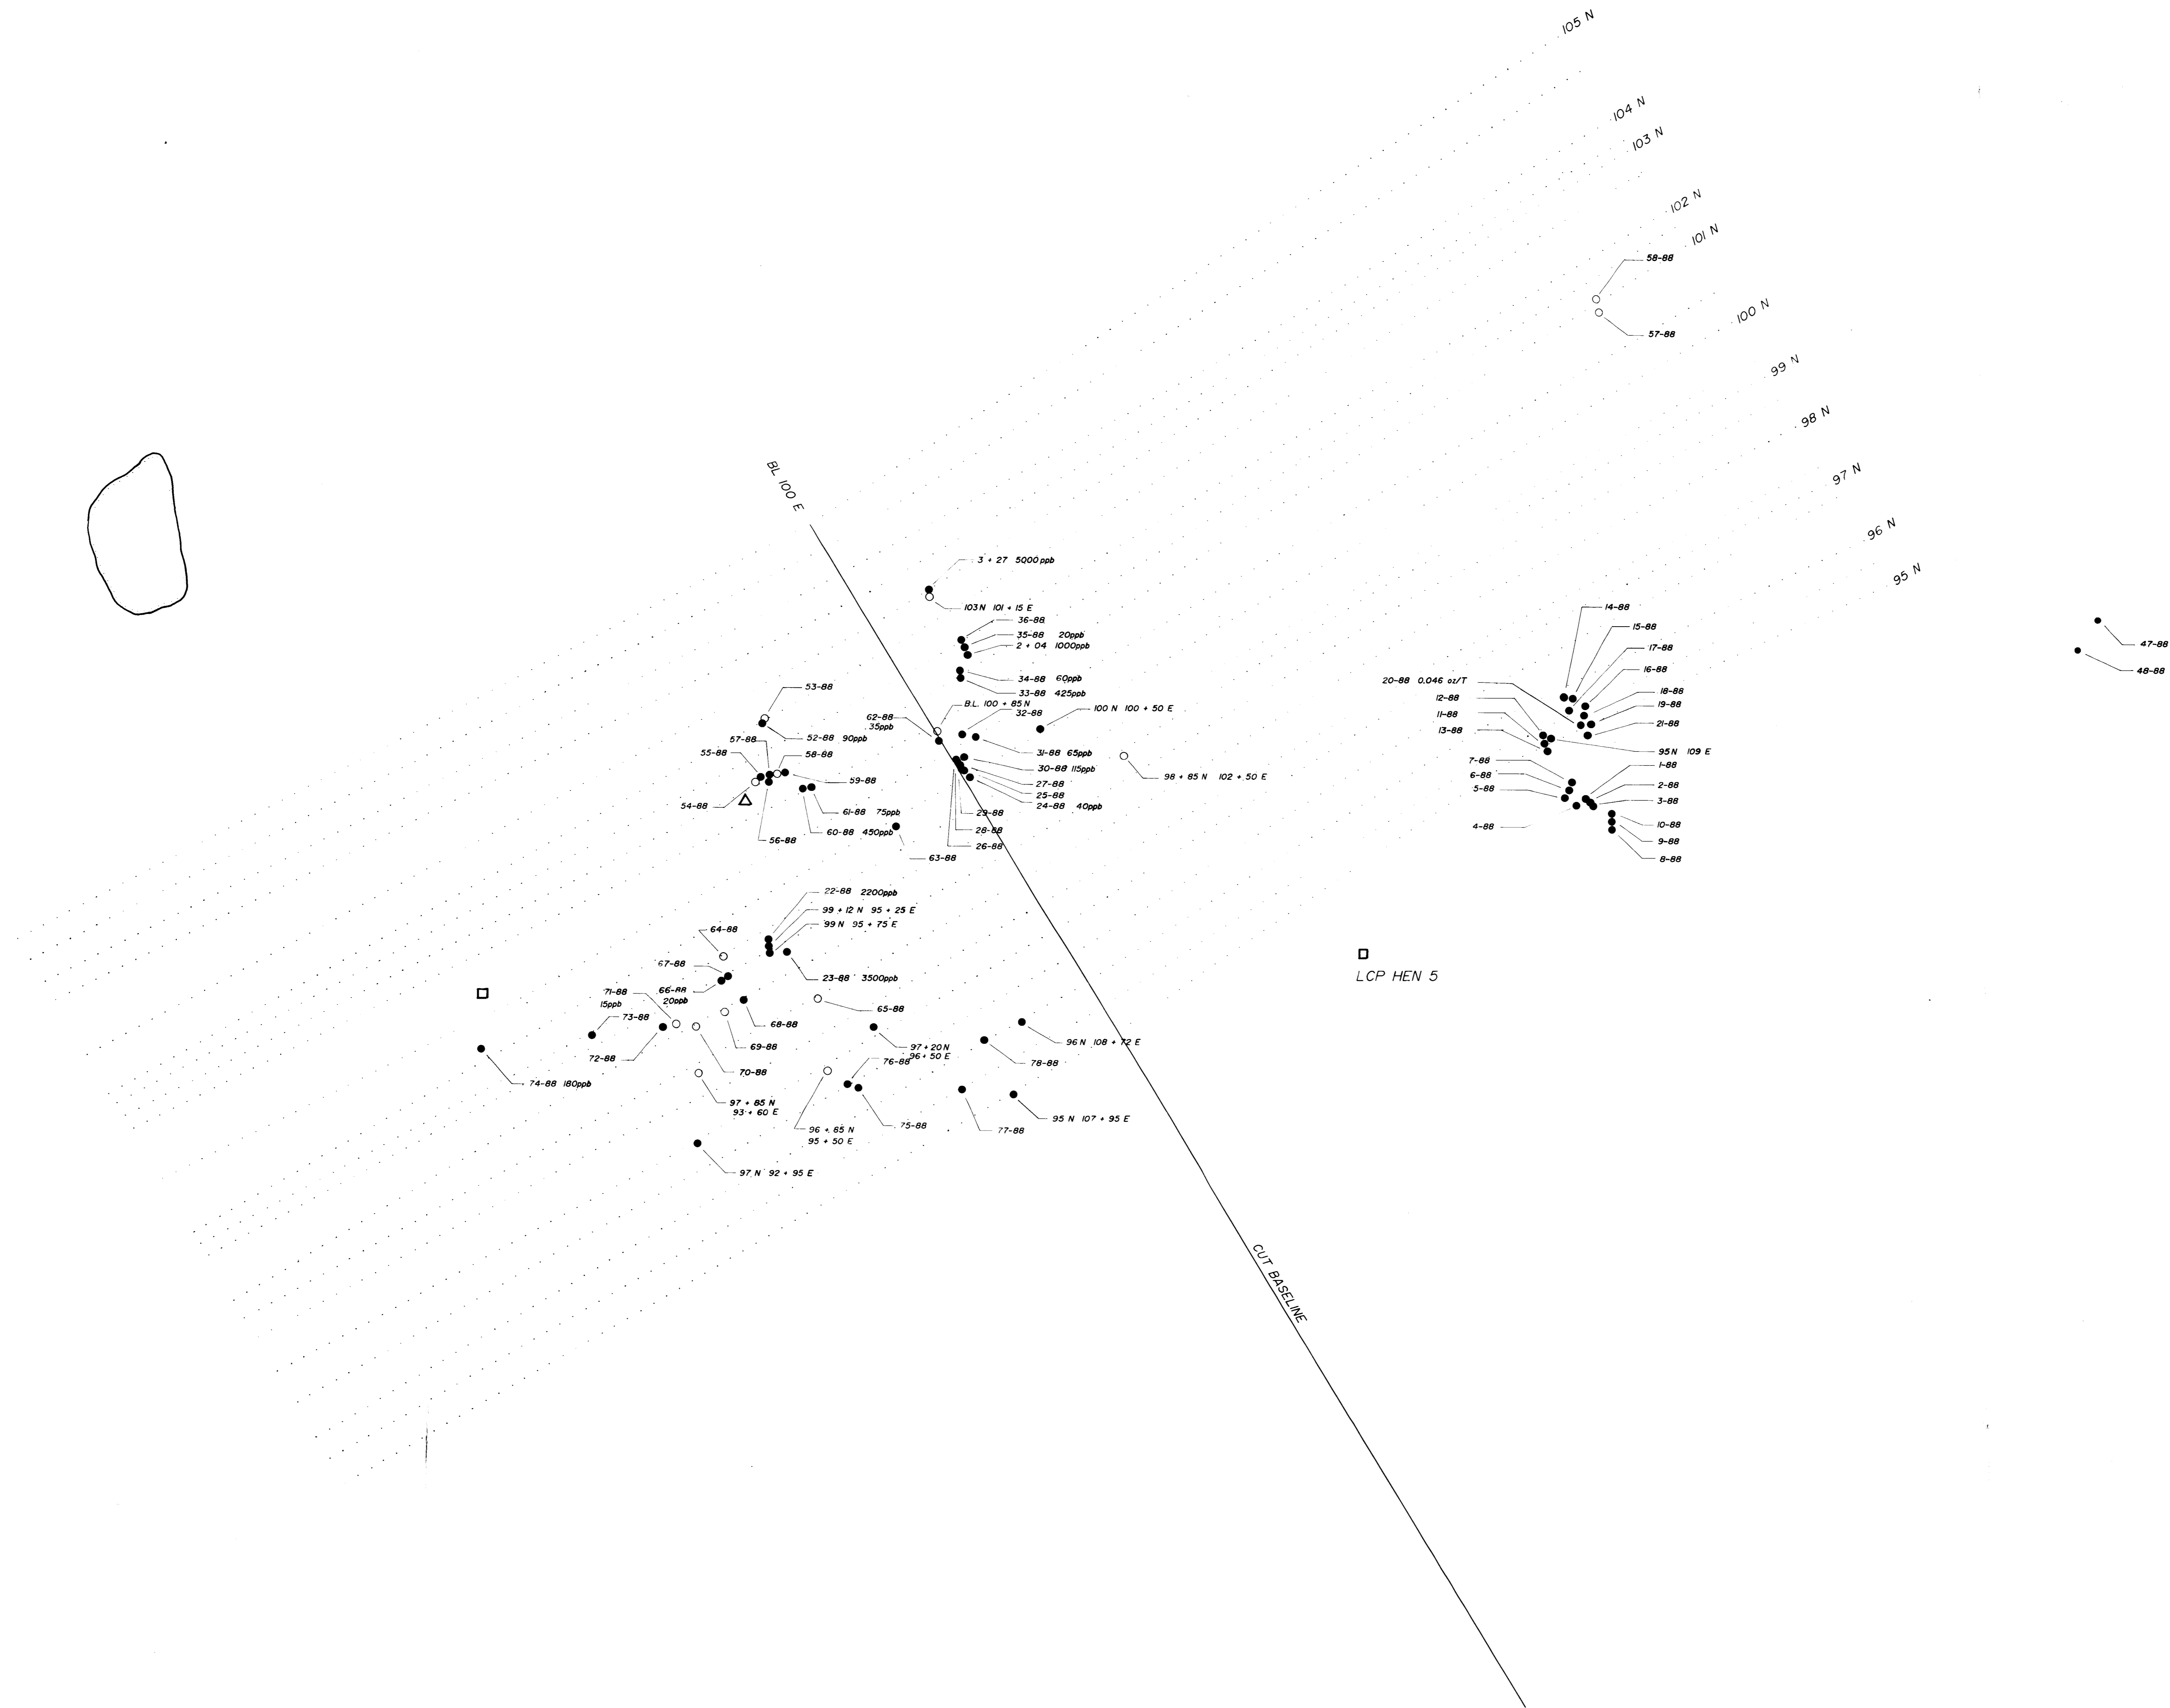 105 N
104 N
103 N
102 N
101 N
58-88
100 N
57-88
99 N
98 N
BL 100 E
97 N
96 N
3 + 27 5000 ppb
95 N
103 N 101 + 15 E
14-88
36-88
15-88
35-88 20ppb
2 + 04 1000ppb
17-88
47-88
16-88
48-88
34-88 60ppb
20-88 0.046 oz/T
53-88
33-88 425ppb
18-88
12-88
B.L. 100 + 85 N
19-88
62-88
35ppb
32-88
100 N 100 + 50 E
11-88
21-88
13-88
57-88
52-88 90ppb
55-88
58-88
31-88 65ppb
95 N 109 E
7-88
1-88
30-88 115ppb
98 + 85 N 102 + 50 E
6-88
59-88
27-88
2-88
5-88
25-88
54-88
24-88 40ppb
3-88
61-88 75ppb
29-88
4-88
10-88
60-88 450ppb
28-88
56-88
26-88
9-88
63-88
8-88
22-88 2200ppb
99 + 12 N 95 + 25 E
99 N 95 + 75 E
64-88
67-88
23-88 3500ppb
LCP HEN 5
71-88
66-88
15ppb
20ppb
65-88
73-88
68-88
96 N 108 + 72 E
69-88
97 + 20 N
96 + 50 E
72-88
76-88
78-88
70-88
74-88 180ppb
97 + 85 N
93 + 60 E
95 N 107 + 95 E
75-88
96 + 65 N
95 + 50 E
77-88
97 N 92 + 95 E
CUT BASELINE